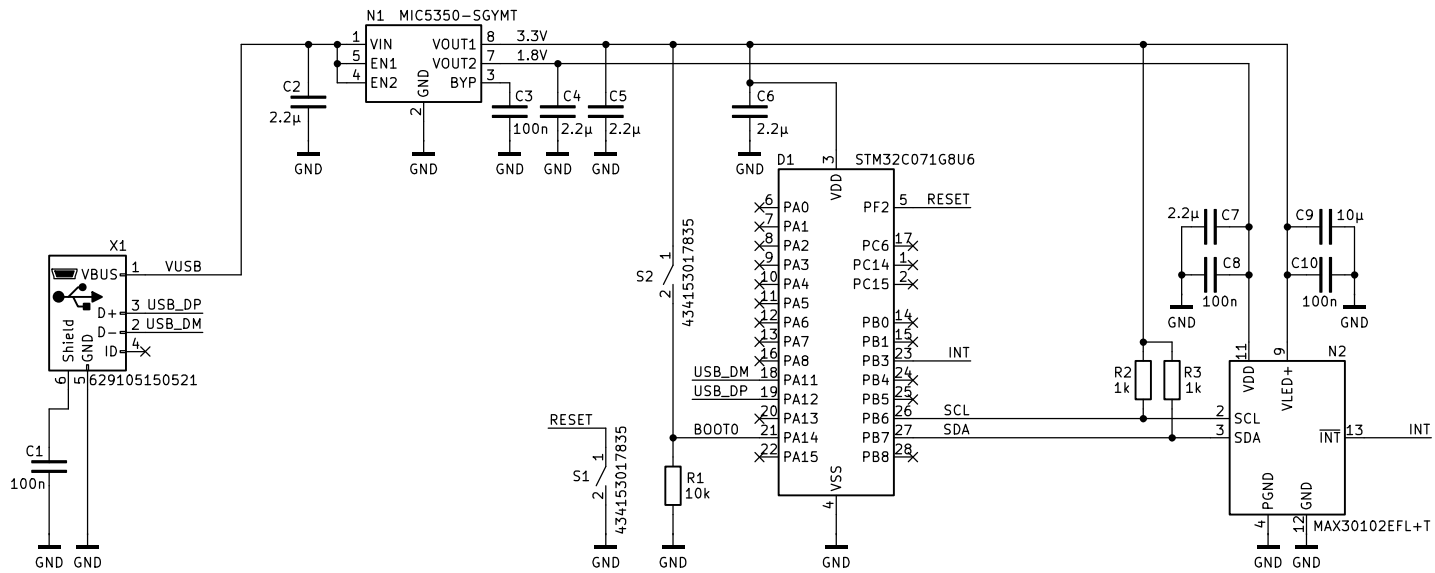 N1 MIC5350-SGYMT
1 VIN VOUT1 8 3.3V
5 EN1 VOUT2 7 1.8V
4 EN2 BYP 3
GND
2
C2
2.2µ
GND
GND
C3
100n
GND
C4
2.2µ
GND
C5
2.2µ
GND
C6
2.2µ
GND
X1
VBUS 1 VUSB
D+ 3 USB_DP
D- 2 USB_DM
ID 4
Shield
GND
6
5
629105150521
C1
100n
GND
GND
RESET
1
S1
2
434153017835
GND
1
S2
2
434153017835
BOOT0
R1
10k
GND
D1 STM32C071G8U6
3
VDD
6 PA0 PF2 5 RESET
7 PA1
8 PA2 PC6 17
9 PA3 PC14 1
10 PA4 PC15 2
11 PA5
12 PA6 PB0 14
13 PA7 PB1 15
16 PA8 PB3 23 INT
USB_DM 18 PA11 PB4 24
USB_DP 19 PA12 PB5 25
20 PA13 PB6 26 SCL
21 PA14 PB7 27 SDA
22 PA15 PB8 28
VSS
4
GND
R2
1k
R3
1k
2.2µ C7
C8
100n
GND
C9 10µ
C10
100n
GND
11
VDD
9
VLED+
N2
2 SCL
3 SDA
INT 13 INT
PGND
GND
4
12
MAX30102EFL+T
GND
GND